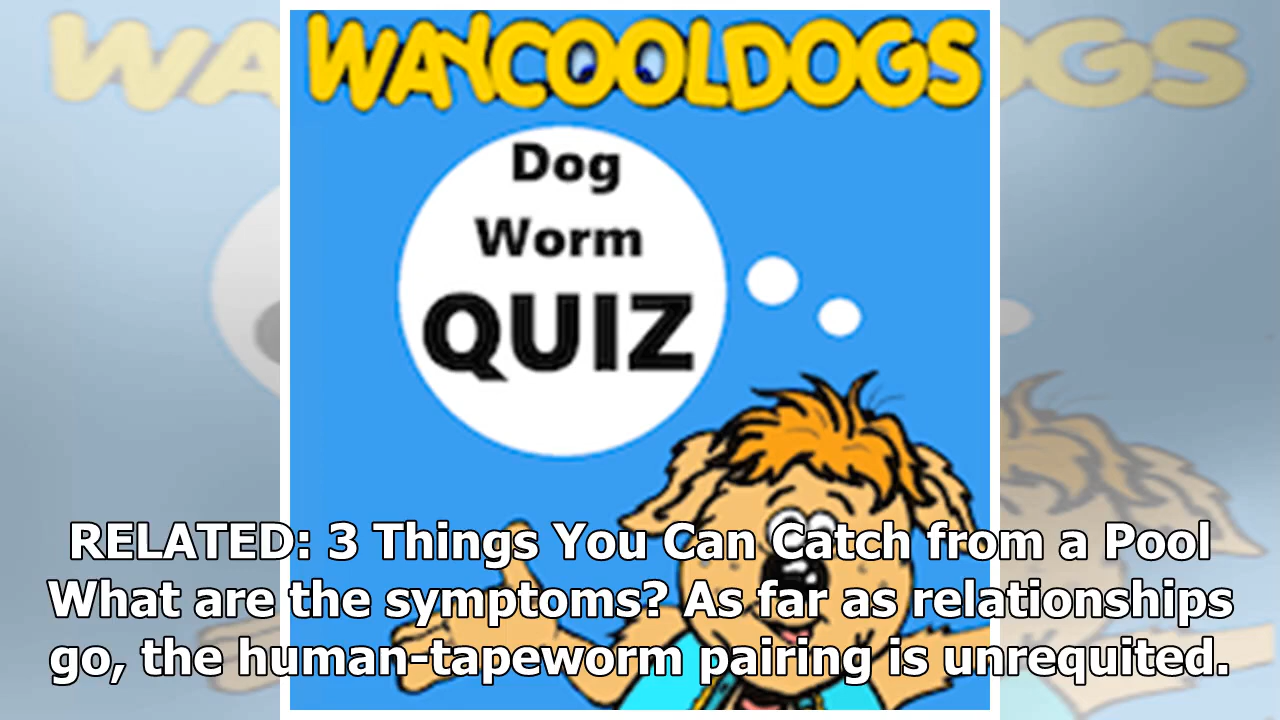 WAYCOOLDOGS
Dog
Worm
QUIZ
RELATED: 3 Things You Can Catch from a Pool
What are the symptoms? As far as relationships
go, the human-tapeworm pairing is unrequited.